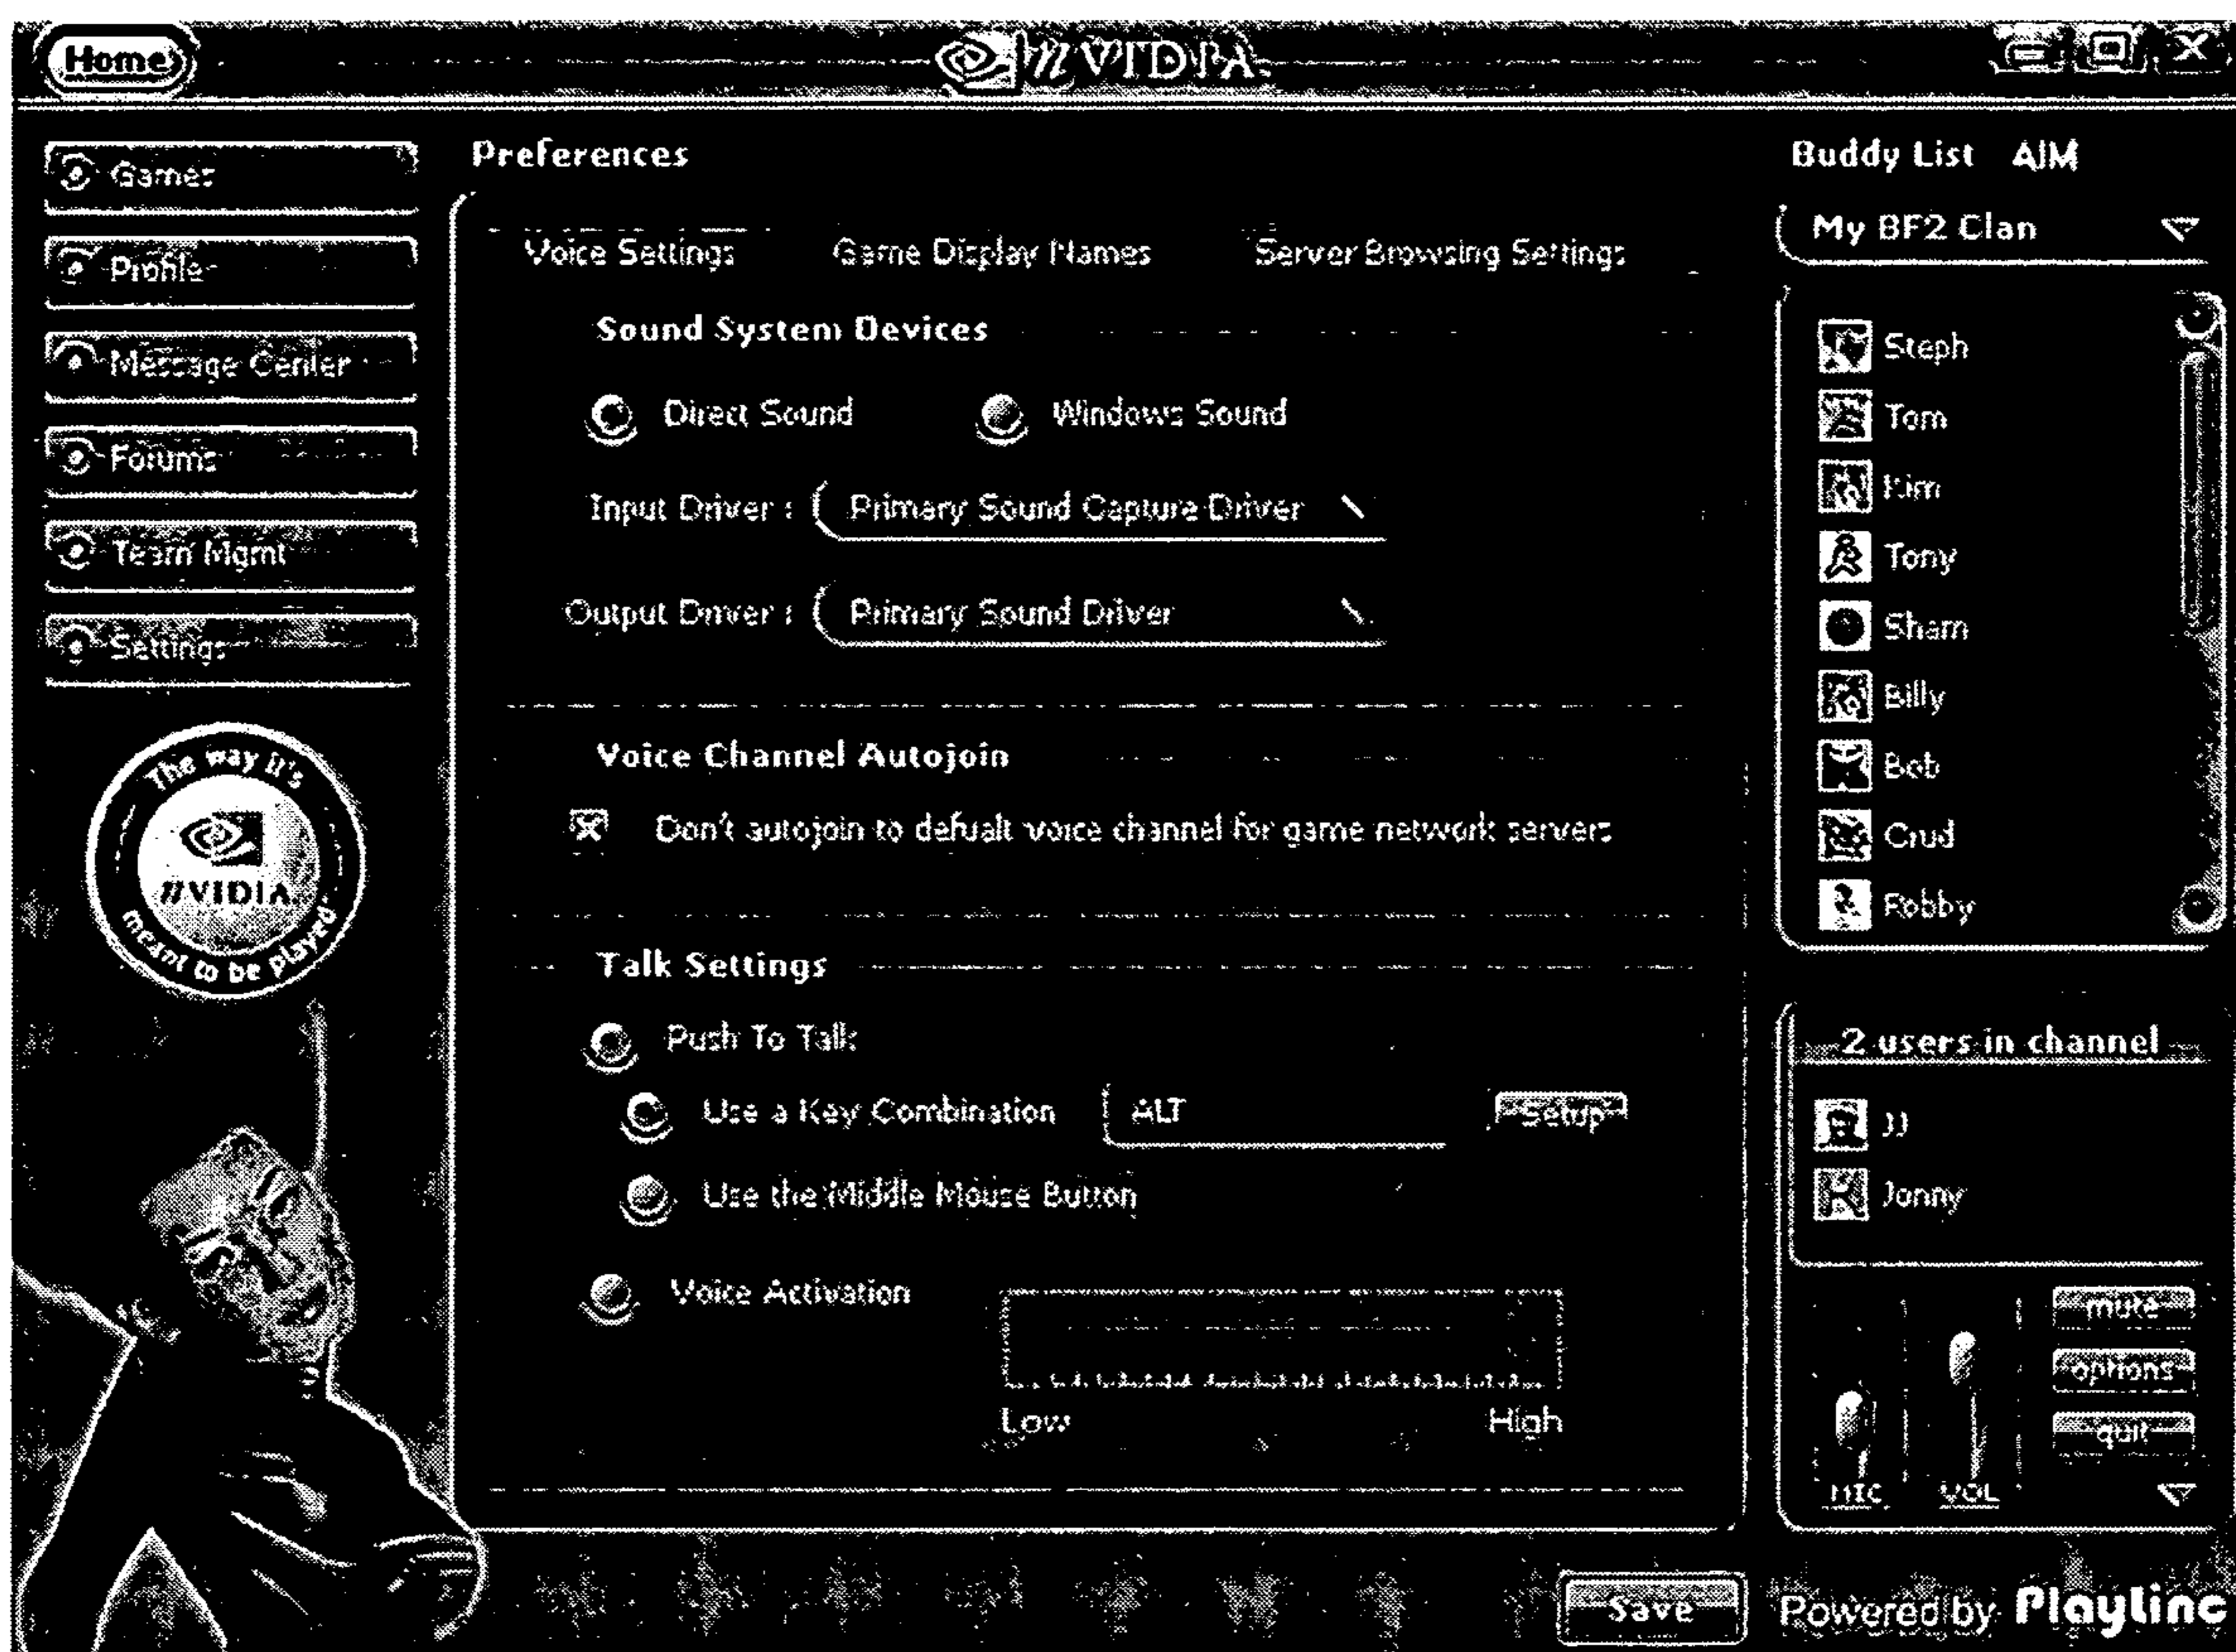 Home
nVIDIA
Games
Profile
Message Center
Forums
Team Mgmt
Settings
The way it's
nVIDIA
meant to be played
Preferences
Voice Settings Game Display Names Server Browsing Settings
Sound System Devices
Direct Sound Windows Sound
Input Driver : Primary Sound Capture Driver
Output Driver : Primary Sound Driver
Voice Channel Autojoin
Don't autojoin to defualt voice channel for game network servers
Talk Settings
Push To Talk
Use a Key Combination ALT Setup
Use the Middle Mouse Button
Voice Activation
Low High
Buddy List AIM
My BF2 Clan
Steph
Tom
Kim
Tony
Sham
Billy
Bob
Crud
Robby
2 users in channel
JJ
Jonny
mute
options
quit
MIC VOL
Save
Powered by Playlinc